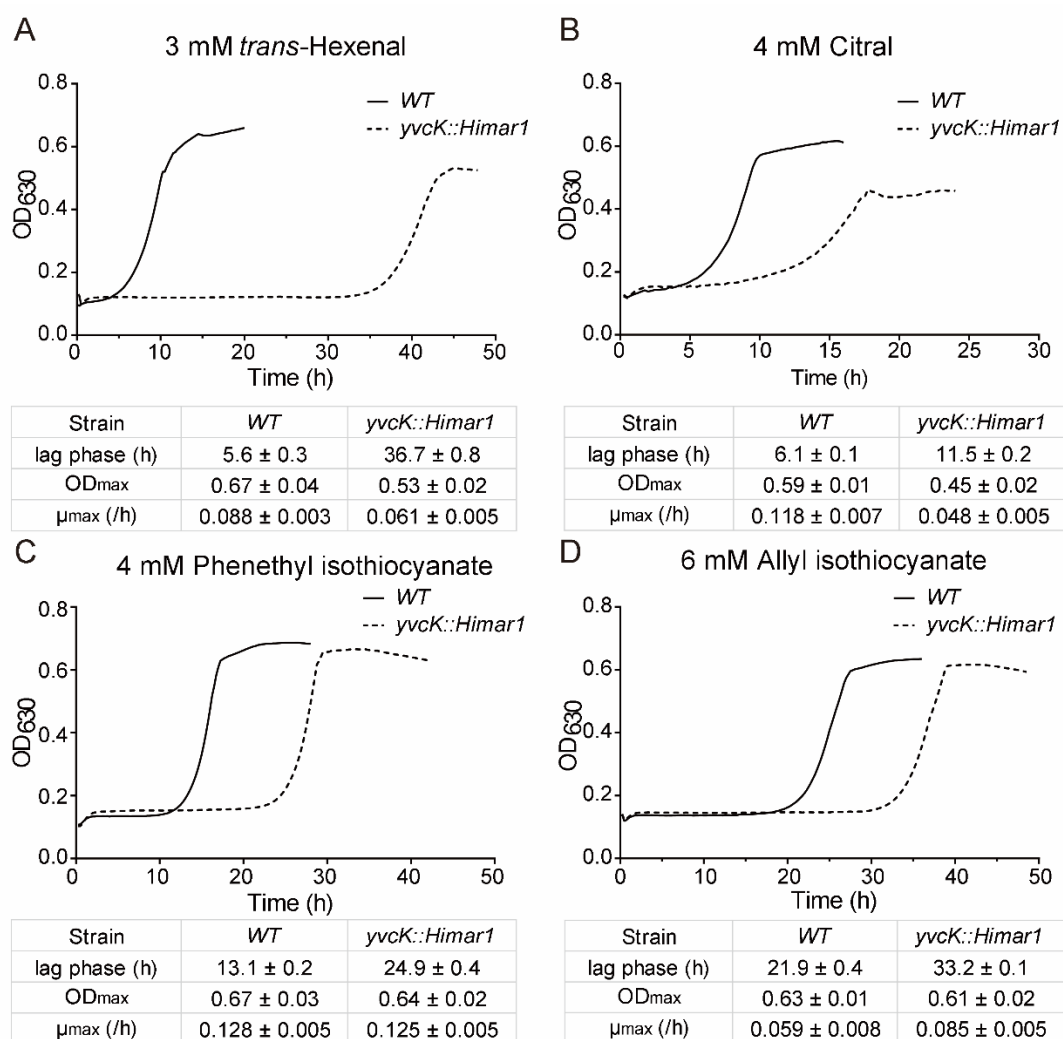 A
3 mM trans-Hexenal
WT
yvcK::Himar1
0.8
0.6
0.4
0.2
0.0
OD630
0 10 20 30 40 50
Time (h)
Strain WT yvcK::Himar1
lag phase (h) 5.6 ± 0.3 36.7 ± 0.8
ODmax 0.67 ± 0.04 0.53 ± 0.02
μmax (/h) 0.088 ± 0.003 0.061 ± 0.005
B
4 mM Citral
WT
yvcK::Himar1
0.8
0.6
0.4
0.2
0.0
OD630
0 5 10 15 20 25 30
Time (h)
Strain WT yvcK::Himar1
lag phase (h) 6.1 ± 0.1 11.5 ± 0.2
ODmax 0.59 ± 0.01 0.45 ± 0.02
μmax (/h) 0.118 ± 0.007 0.048 ± 0.005
C
4 mM Phenethyl isothiocyanate
WT
yvcK::Himar1
0.8
0.6
0.4
0.2
0.0
OD630
0 10 20 30 40 50
Time (h)
Strain WT yvcK::Himar1
lag phase (h) 13.1 ± 0.2 24.9 ± 0.4
ODmax 0.67 ± 0.03 0.64 ± 0.02
μmax (/h) 0.128 ± 0.005 0.125 ± 0.005
D
6 mM Allyl isothiocyanate
WT
yvcK::Himar1
0.8
0.6
0.4
0.2
0.0
OD630
0 10 20 30 40 50
Time (h)
Strain WT yvcK::Himar1
lag phase (h) 21.9 ± 0.4 33.2 ± 0.1
ODmax 0.63 ± 0.01 0.61 ± 0.02
μmax (/h) 0.059 ± 0.008 0.085 ± 0.005